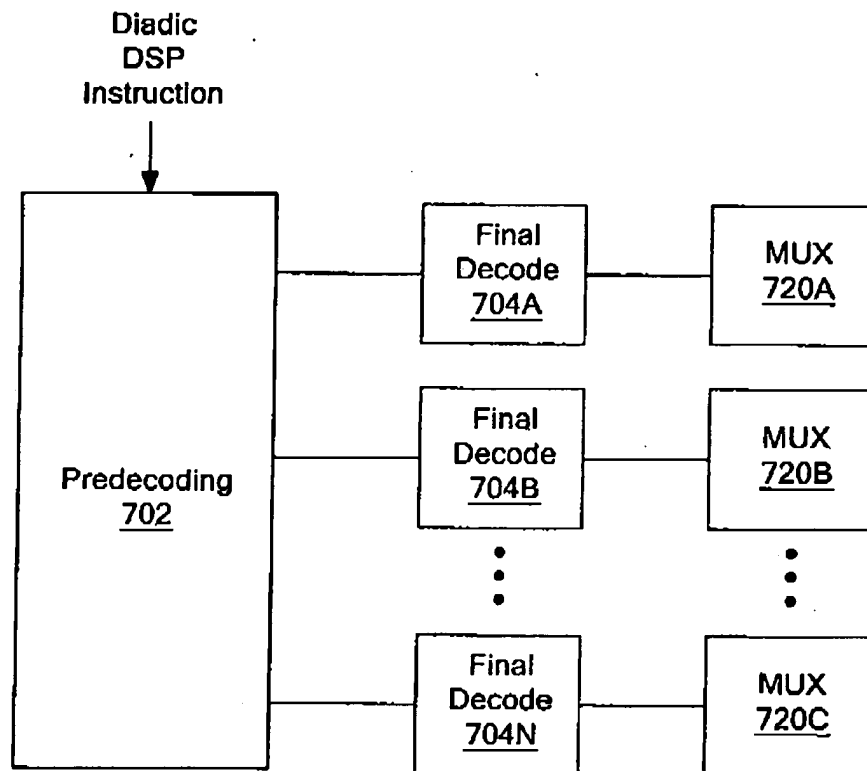 Diadic
DSP
Instruction
Predecoding
702
Final
Decode
704A
MUX
720A
Final
Decode
704B
MUX
720B
Final
Decode
704N
MUX
720C